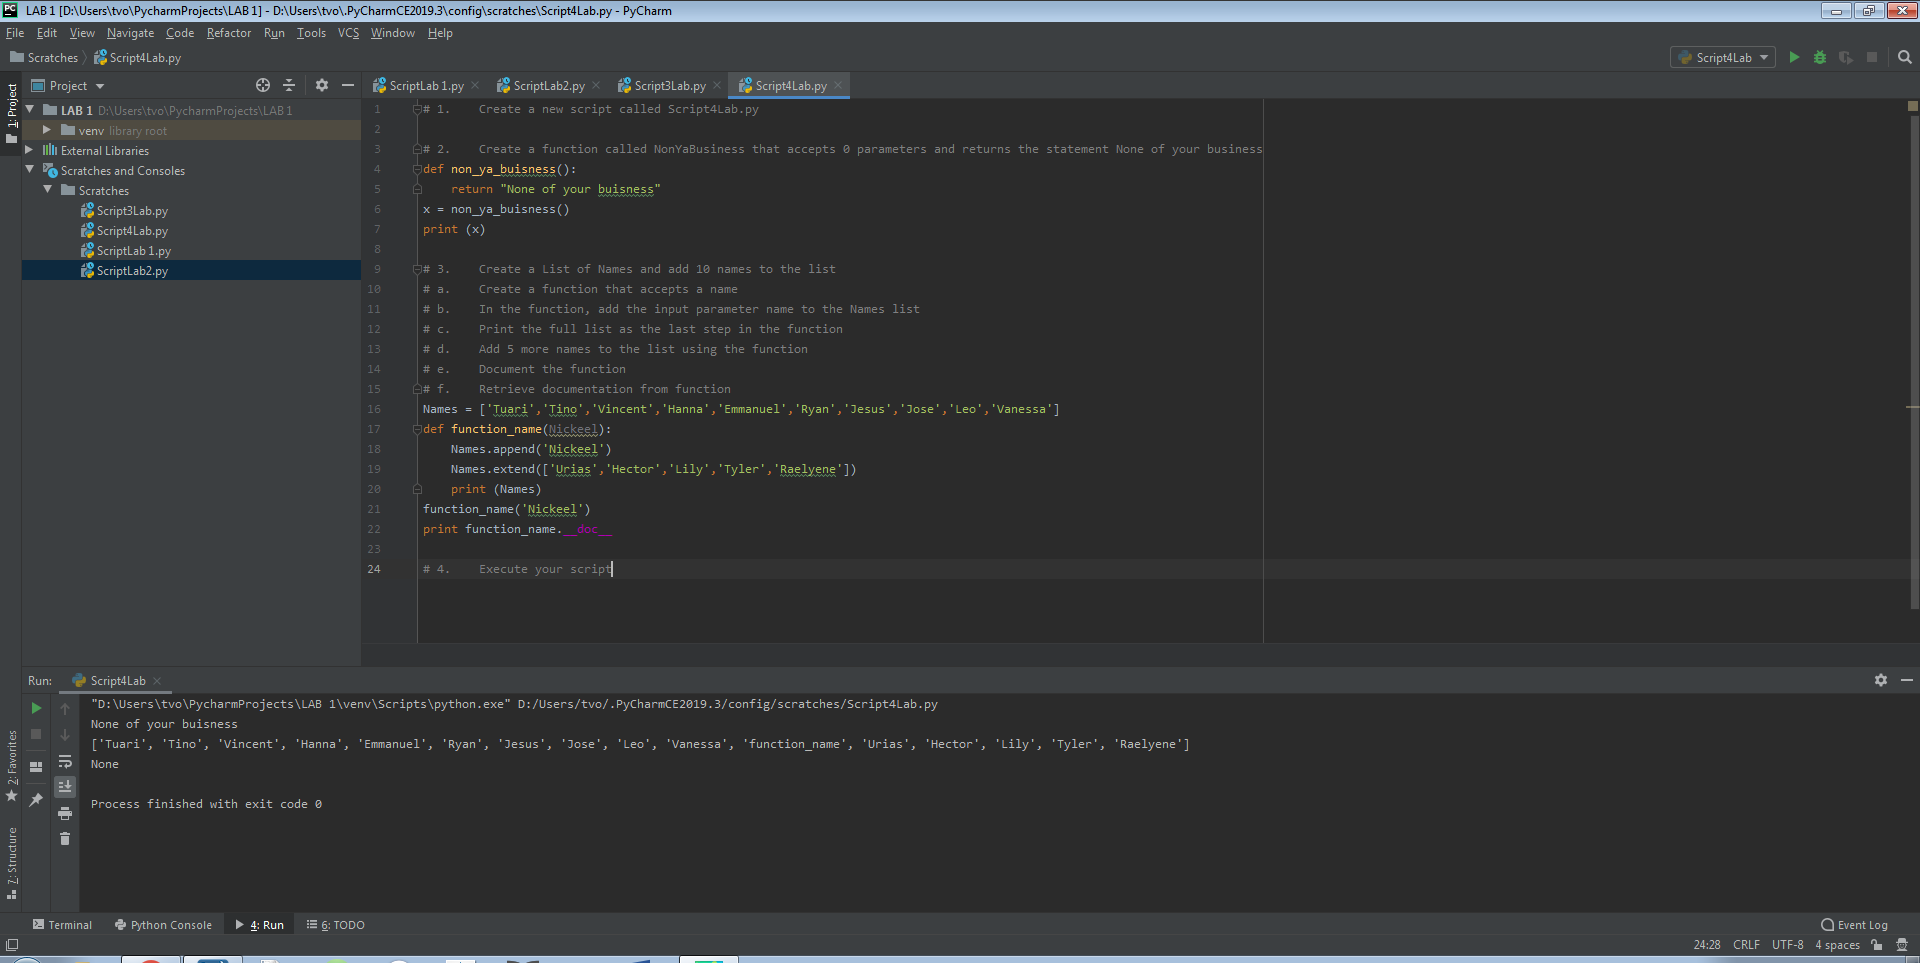 LAB 1 [D:\Users\tvo\PycharmProjects\LAB 1] - D:\Users\tvo\.PyCharmCE2019.3\config\scratches\Script4Lab.py - PyCharm
File Edit View Navigate Code Refactor Run Tools VCS Window Help
Scratches Script4Lab.py Script4Lab
Project ScriptLab 1.py ScriptLab2.py Script3Lab.py Script4Lab.py
1: Project
LAB 1 D:\Users\tvo\PycharmProjects\LAB 1
venv library root
External Libraries
Scratches and Consoles
Scratches
Script3Lab.py
Script4Lab.py
ScriptLab 1.py
ScriptLab2.py
1 # 1. Create a new script called Script4Lab.py
2
3 # 2. Create a function called NonYaBusiness that accepts 0 parameters and returns the statement None of your business
4 def non_ya_buisness():
5 return "None of your buisness"
6 x = non_ya_buisness()
7 print (x)
8
9 # 3. Create a List of Names and add 10 names to the list
10 # a. Create a function that accepts a name
11 # b. In the function, add the input parameter name to the Names list
12 # c. Print the full list as the last step in the function
13 # d. Add 5 more names to the list using the function
14 # e. Document the function
15 # f. Retrieve documentation from function
16 Names = ['Tuari','Tino','Vincent','Hanna','Emmanuel','Ryan','Jesus','Jose','Leo','Vanessa']
17 def function_name(Nickeel):
18 Names.append('Nickeel')
19 Names.extend(['Urias','Hector','Lily','Tyler','Raelyene'])
20 print (Names)
21 function_name('Nickeel')
22 print function_name.__doc__
23
24 # 4. Execute your script
Run: Script4Lab
"D:\Users\tvo\PycharmProjects\LAB 1\venv\Scripts\python.exe" D:/Users/tvo/.PyCharmCE2019.3/config/scratches/Script4Lab.py
None of your buisness
['Tuari', 'Tino', 'Vincent', 'Hanna', 'Emmanuel', 'Ryan', 'Jesus', 'Jose', 'Leo', 'Vanessa', 'function_name', 'Urias', 'Hector', 'Lily', 'Tyler', 'Raelyene']
None
Process finished with exit code 0
2: Favorites
7: Structure
Terminal Python Console 4: Run 6: TODO Event Log
24:28 CRLF UTF-8 4 spaces